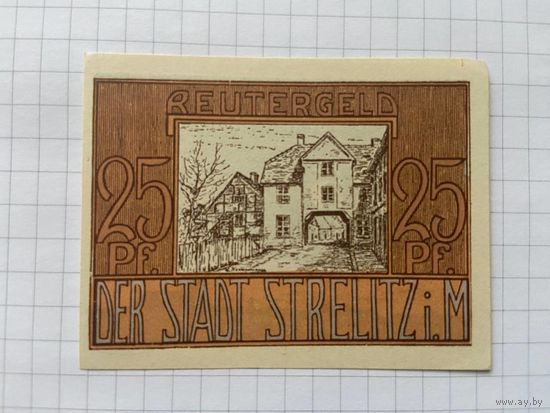 REUTERGELD
25 Pf.
25 Pf.
DER STADT STRELITZ i. M
www.ay.by